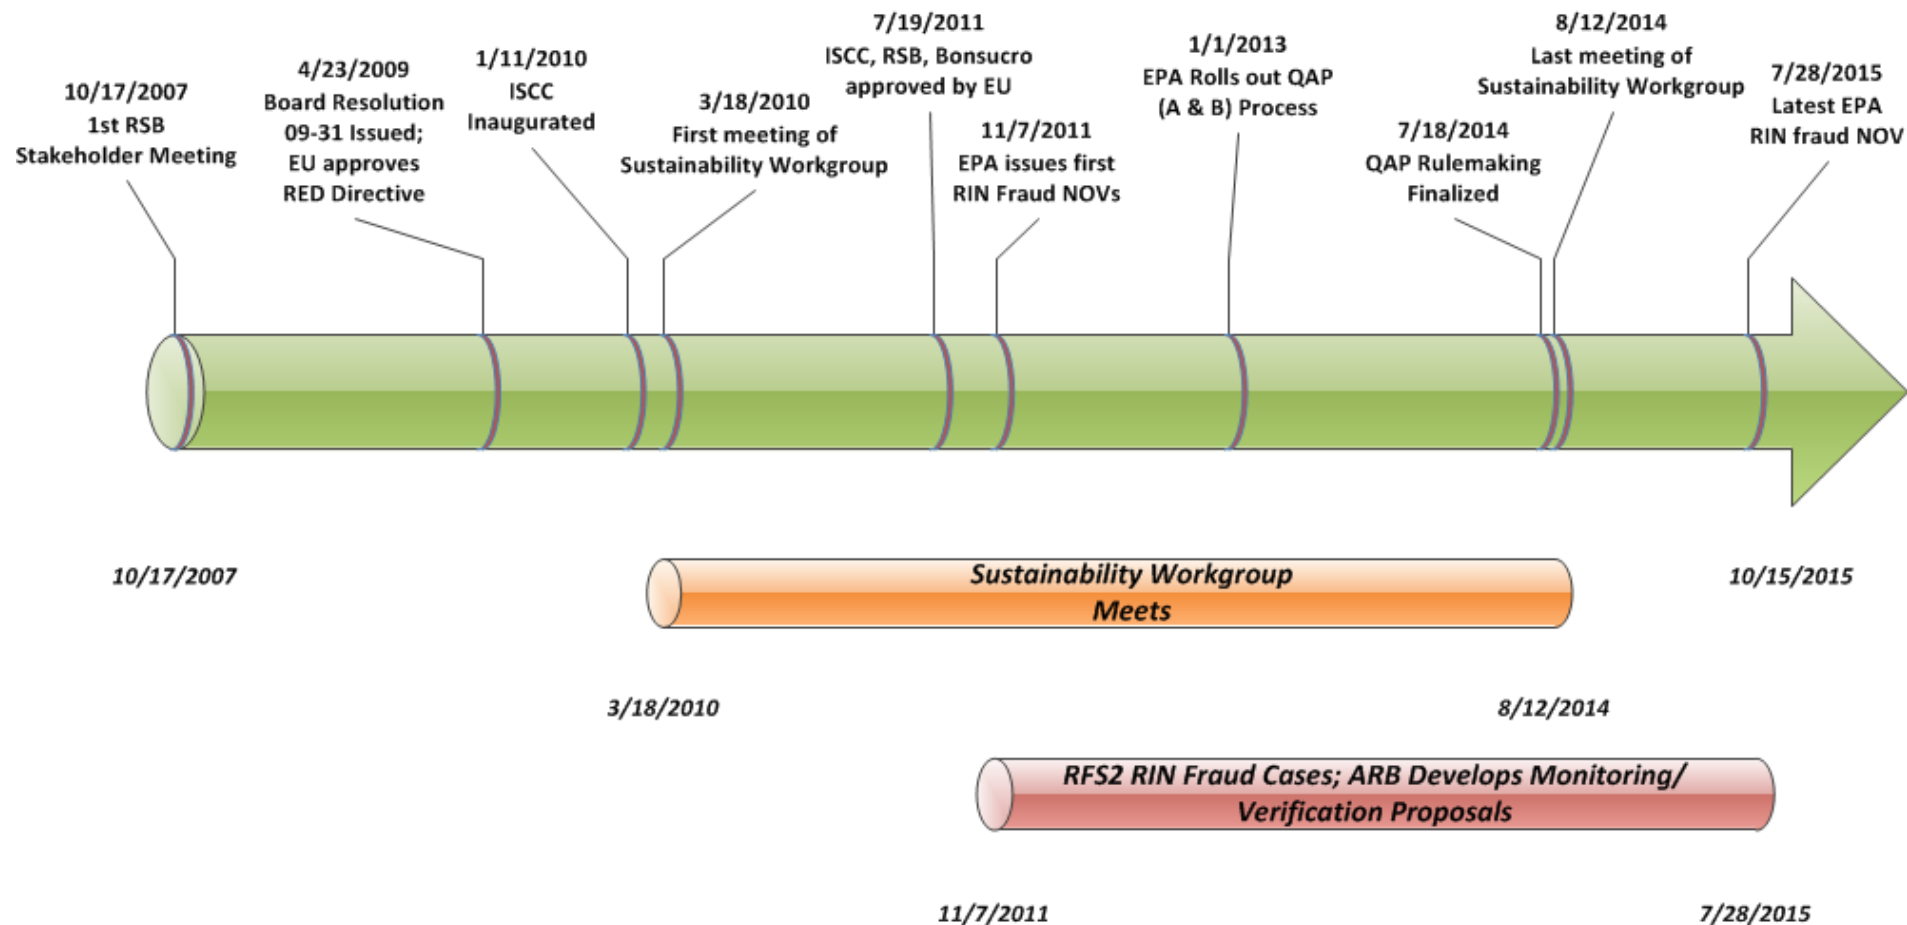 10/17/2007
1st RSB
Stakeholder Meeting
4/23/2009
Board Resolution
09-31 Issued;
EU approves
RED Directive
1/11/2010
ISCC
Inaugurated
3/18/2010
First meeting of
Sustainability Workgroup
7/19/2011
ISCC, RSB, Bonsucro
approved by EU
11/7/2011
EPA issues first
RIN Fraud NOVs
1/1/2013
EPA Rolls out QAP
(A & B) Process
7/18/2014
QAP Rulemaking
Finalized
8/12/2014
Last meeting of
Sustainability Workgroup
7/28/2015
Latest EPA
RIN fraud NOV
10/17/2007
10/15/2015
Sustainability Workgroup
Meets
3/18/2010
8/12/2014
RFS2 RIN Fraud Cases; ARB Develops Monitoring/
Verification Proposals
11/7/2011
7/28/2015